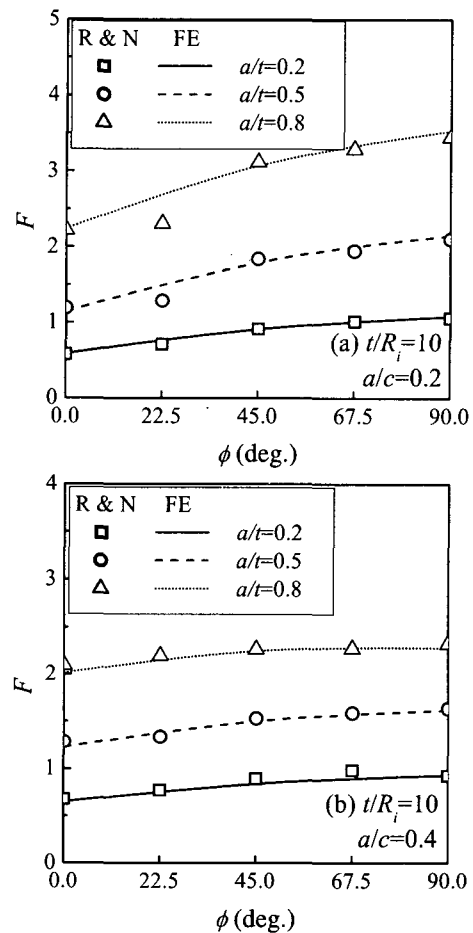 5
4
3
2
1
0
F
R & N FE
a/t=0.2
a/t=0.5
a/t=0.8
(a) t/R_i=10
a/c=0.2
0.0 22.5 45.0 67.5 90.0
ϕ (deg.)
4
3
2
1
0
F
R & N FE
a/t=0.2
a/t=0.5
a/t=0.8
(b) t/R_i=10
a/c=0.4
0.0 22.5 45.0 67.5 90.0
ϕ (deg.)